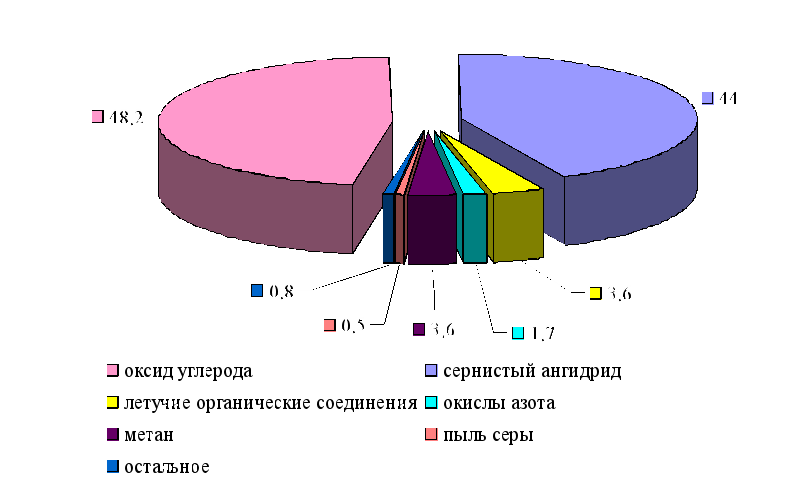 48,2
44
0,8
3,6
0,5
3,6
1,7
оксид углерода
сернистый ангидрид
летучие органические соединения
окислы азота
метан
пыль серы
остальное